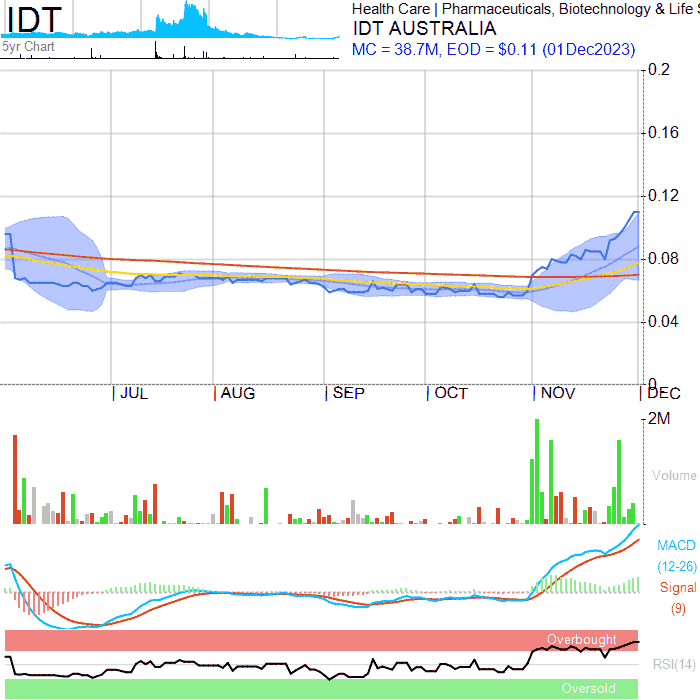 IDT
5yr Chart
Health Care | Pharmaceuticals, Biotechnology & Life S
IDT AUSTRALIA
MC = 38.7M, EOD = $0.11 (01Dec2023)
0.2
0.16
0.12
0.08
0.04
0
JUL AUG SEP OCT NOV DEC
2M
Volume
MACD
(12-26)
Signal
(9)
Overbought
RSI(14)
Oversold